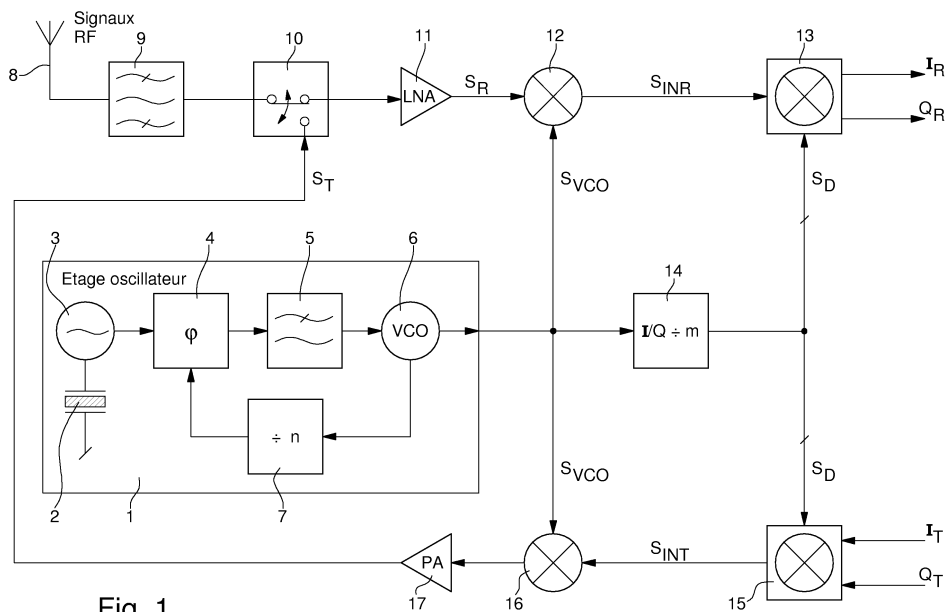 Signaux
RF
8
9
10
11
12
13
LNA
S_R
S_INR
I_R
Q_R
S_T
S_VCO
S_D
3
4
5
6
Etage oscillateur
14
φ
VCO
I/Q ÷ m
÷ n
2
1
7
S_VCO
S_D
PA
17
16
S_INT
15
I_T
Q_T
Fig. 1